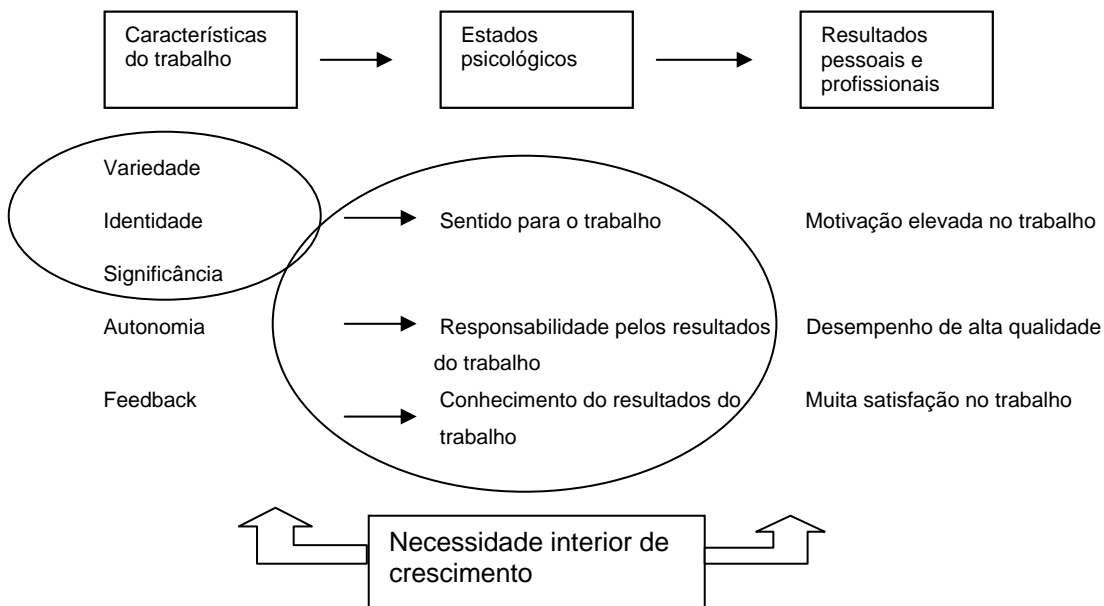 Características
do trabalho
Estados
psicológicos
Resultados
pessoais e
profissionais
Variedade
Identidade
Sentido para o trabalho
Motivação elevada no trabalho
Significância
Autonomia
Responsabilidade pelos resultados
do trabalho
Desempenho de alta qualidade
Feedback
Conhecimento do resultados do
trabalho
Muita satisfação no trabalho
Necessidade interior de
crescimento